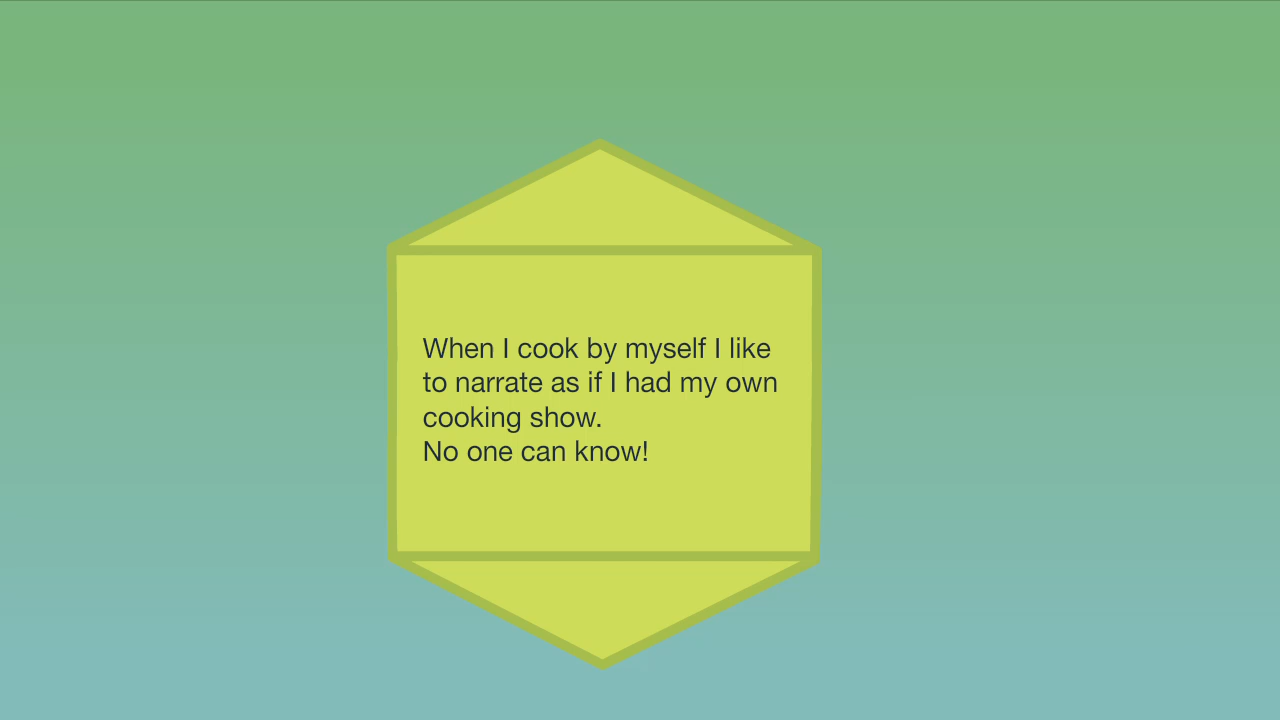 When I cook by myself I like
to narrate as if I had my own
cooking show.
No one can know!